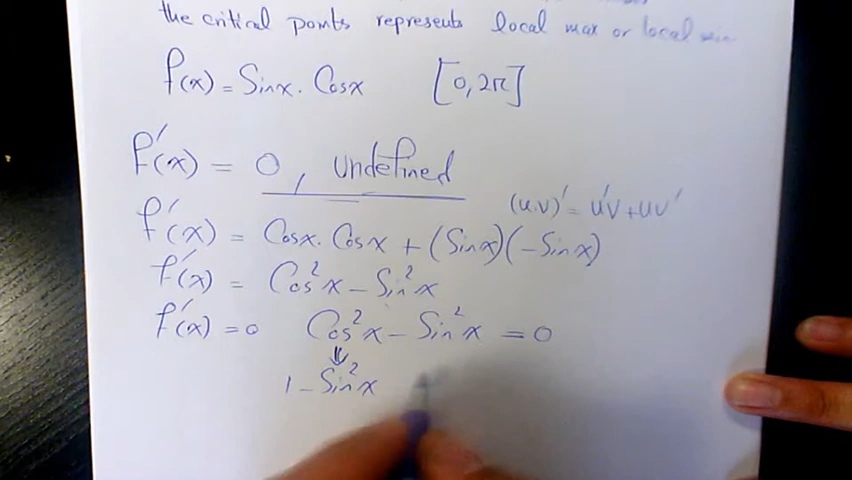 the critical points represents local max or local min
f(x) = Sinx . Cosx [0, 2π]
f'(x) = 0, undefined
(u.v)' = u'v + uv'
f'(x) = Cosx . Cosx + (Sinx)(-Sinx)
f'(x) = Cos²x - Sin²x
f'(x) = 0 Cos²x - Sin²x = 0
1 - Sin²x